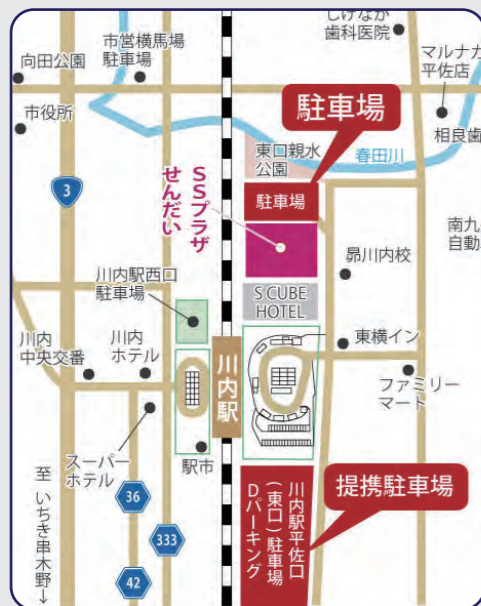 しげなが
歯科医院
市営横馬場
駐車場
向田公園
マルナカ
平佐店
市役所
駐車場
相良歯
東口親水
公園
春田川
3
SSプラザ
せんだい
駐車場
昴川内校
南九
自動
川内駅西口
駐車場
S CUBE
HOTEL
川内
中央交番
川内
ホテル
川内駅
東横イン
ファミリー
マート
スーパー
ホテル
駅市
提携駐車場
川内駅平佐口
(東口)駐車場
Dパーキング
36
333
42
至 いちき串木野→